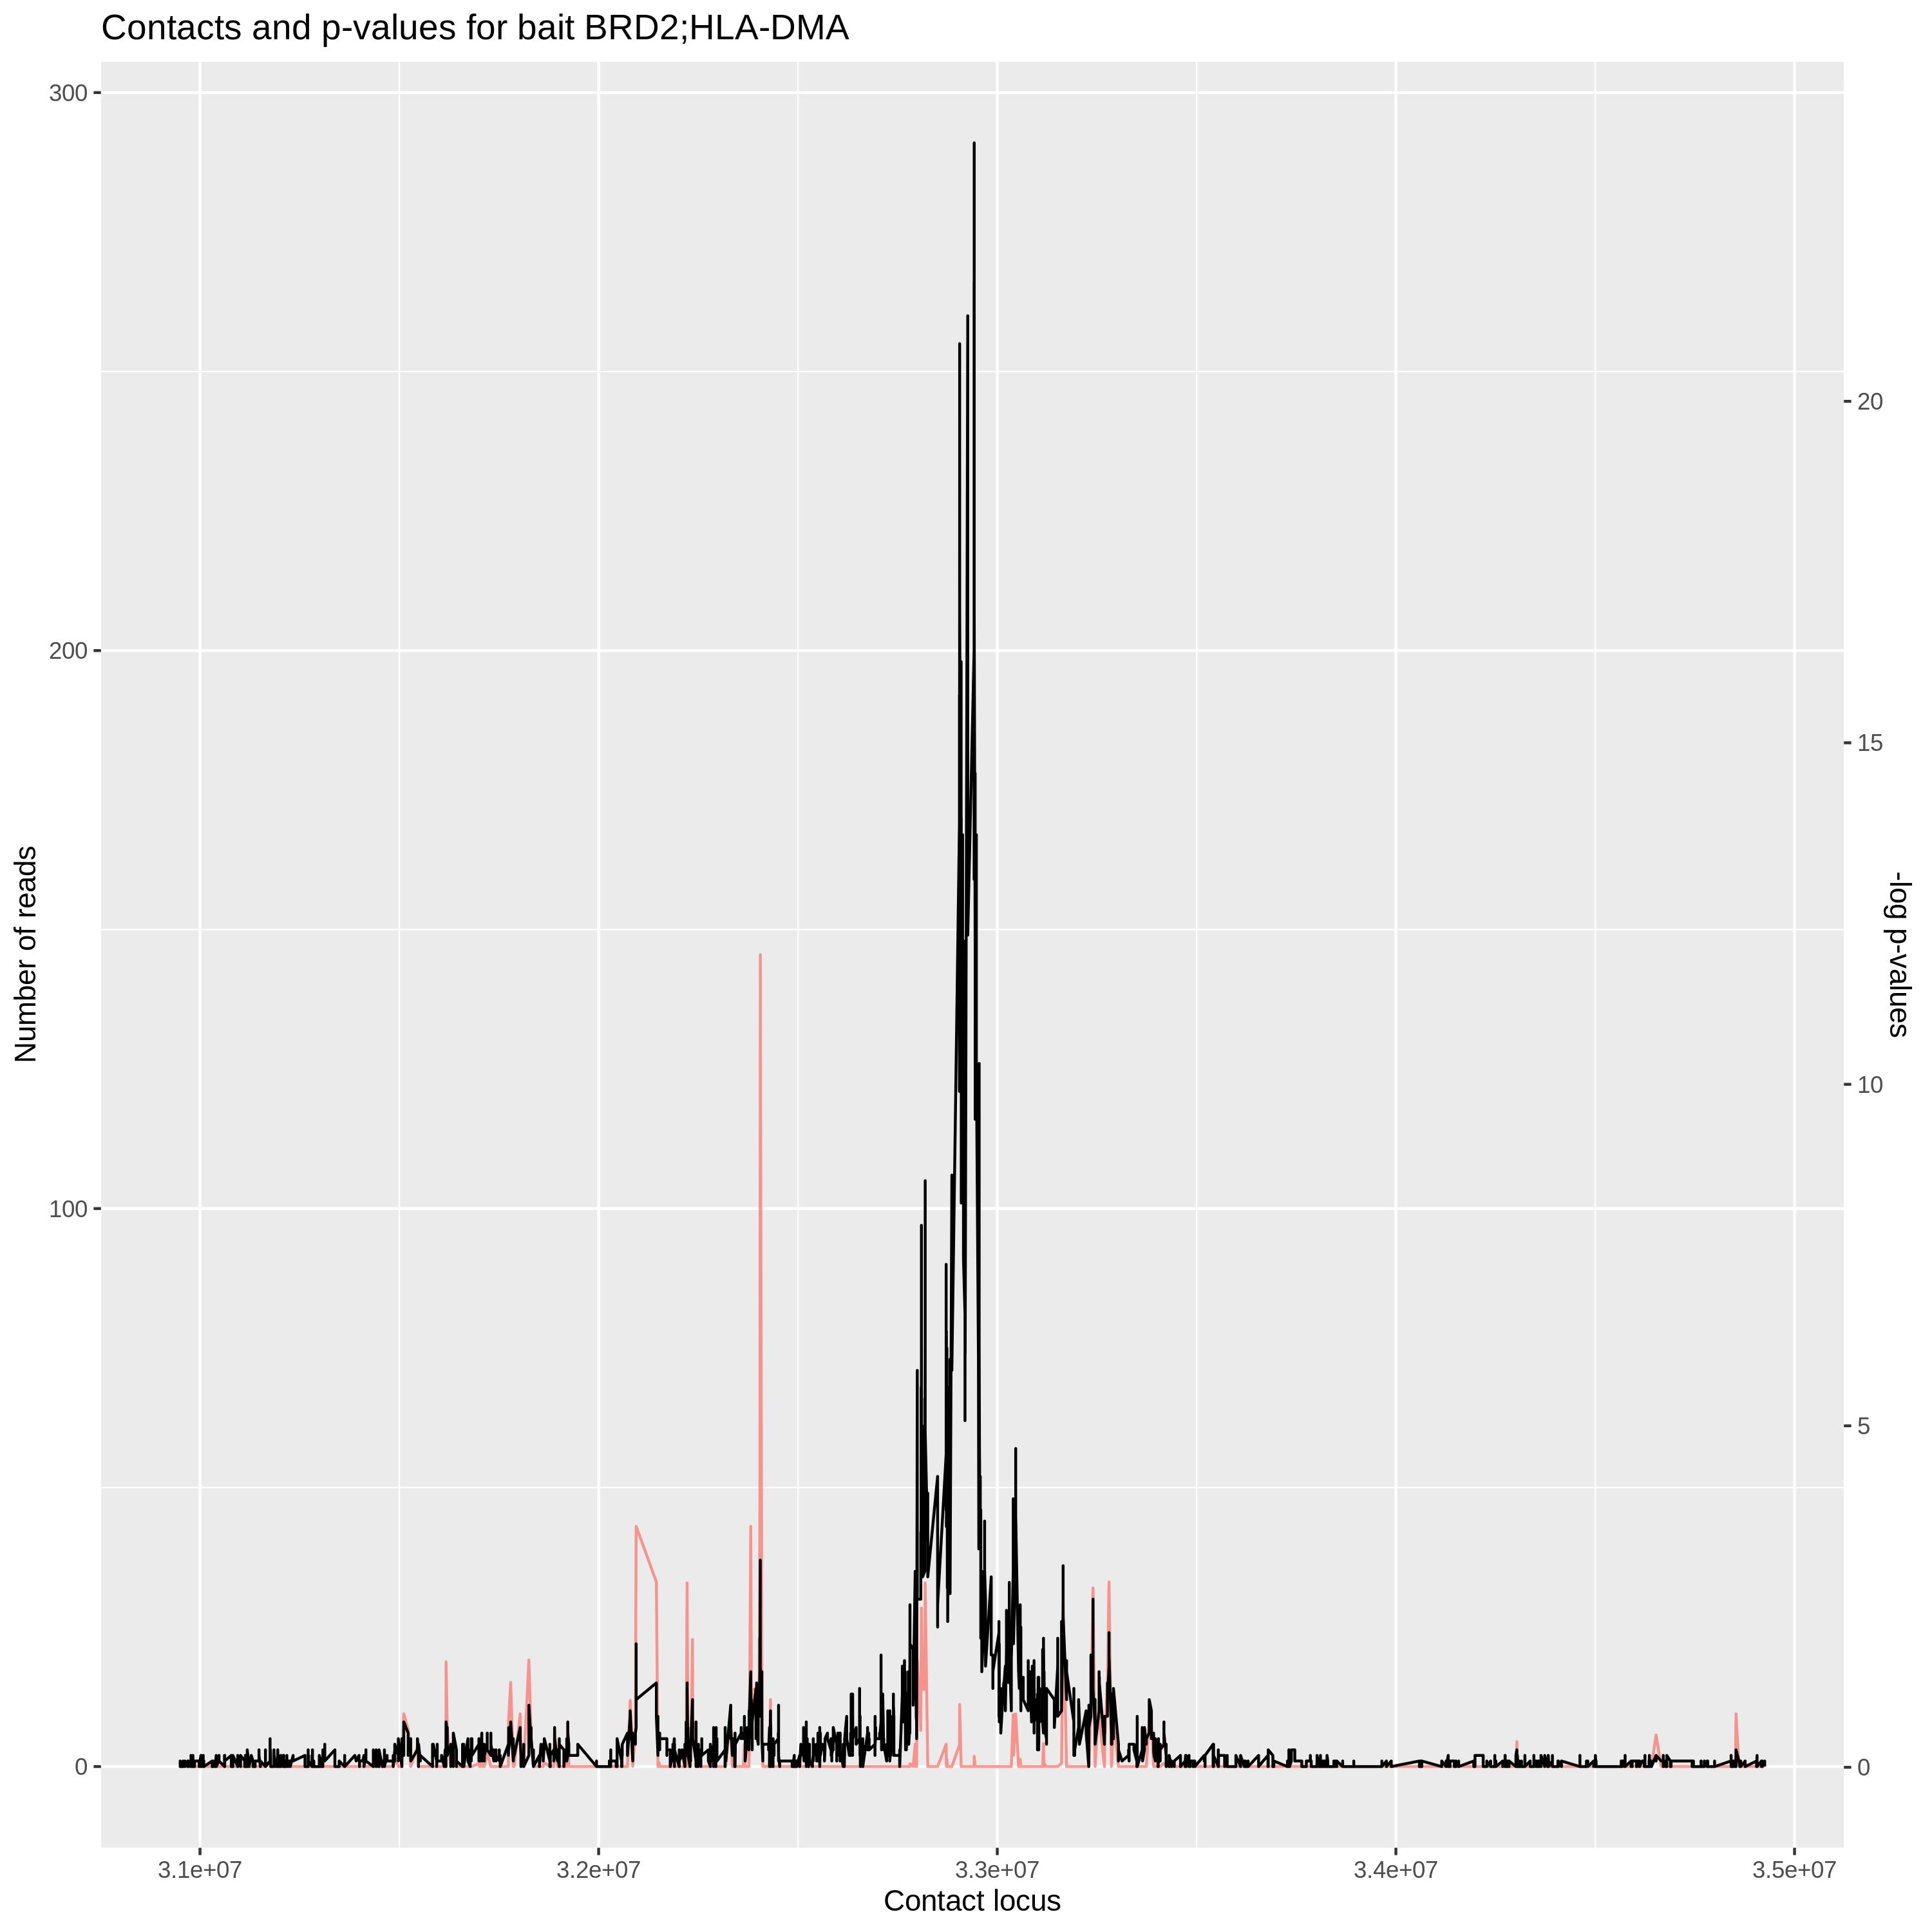 Contacts and p-values for bait BRD2;HLA-DMA
300
200
100
0
Number of reads
20
15
10
5
0
-log p-values
3.1e+07
3.2e+07
3.3e+07
3.4e+07
3.5e+07
Contact locus